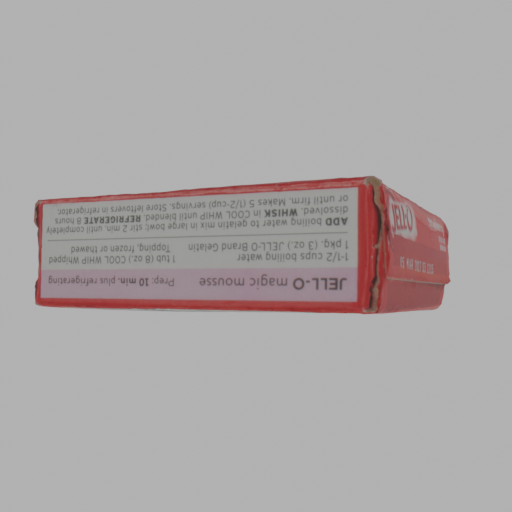 JELL-O magic mousse
Prep: 10 min. plus refrigerating
1-1/2 cups boiling water
1 pkg. (3 oz.) JELL-O Brand Gelatin
1 tub (8 oz.) COOL WHIP Whipped
Topping, frozen or thawed
ADD boiling water to gelatin mix in large bowl; stir 2 min. until completely
dissolved. WHISK in COOL WHIP until blended. REFRIGERATE 8 hours
or until firm. Makes 5 (1/2-cup) servings. Store leftovers in refrigerator.
JELL-O